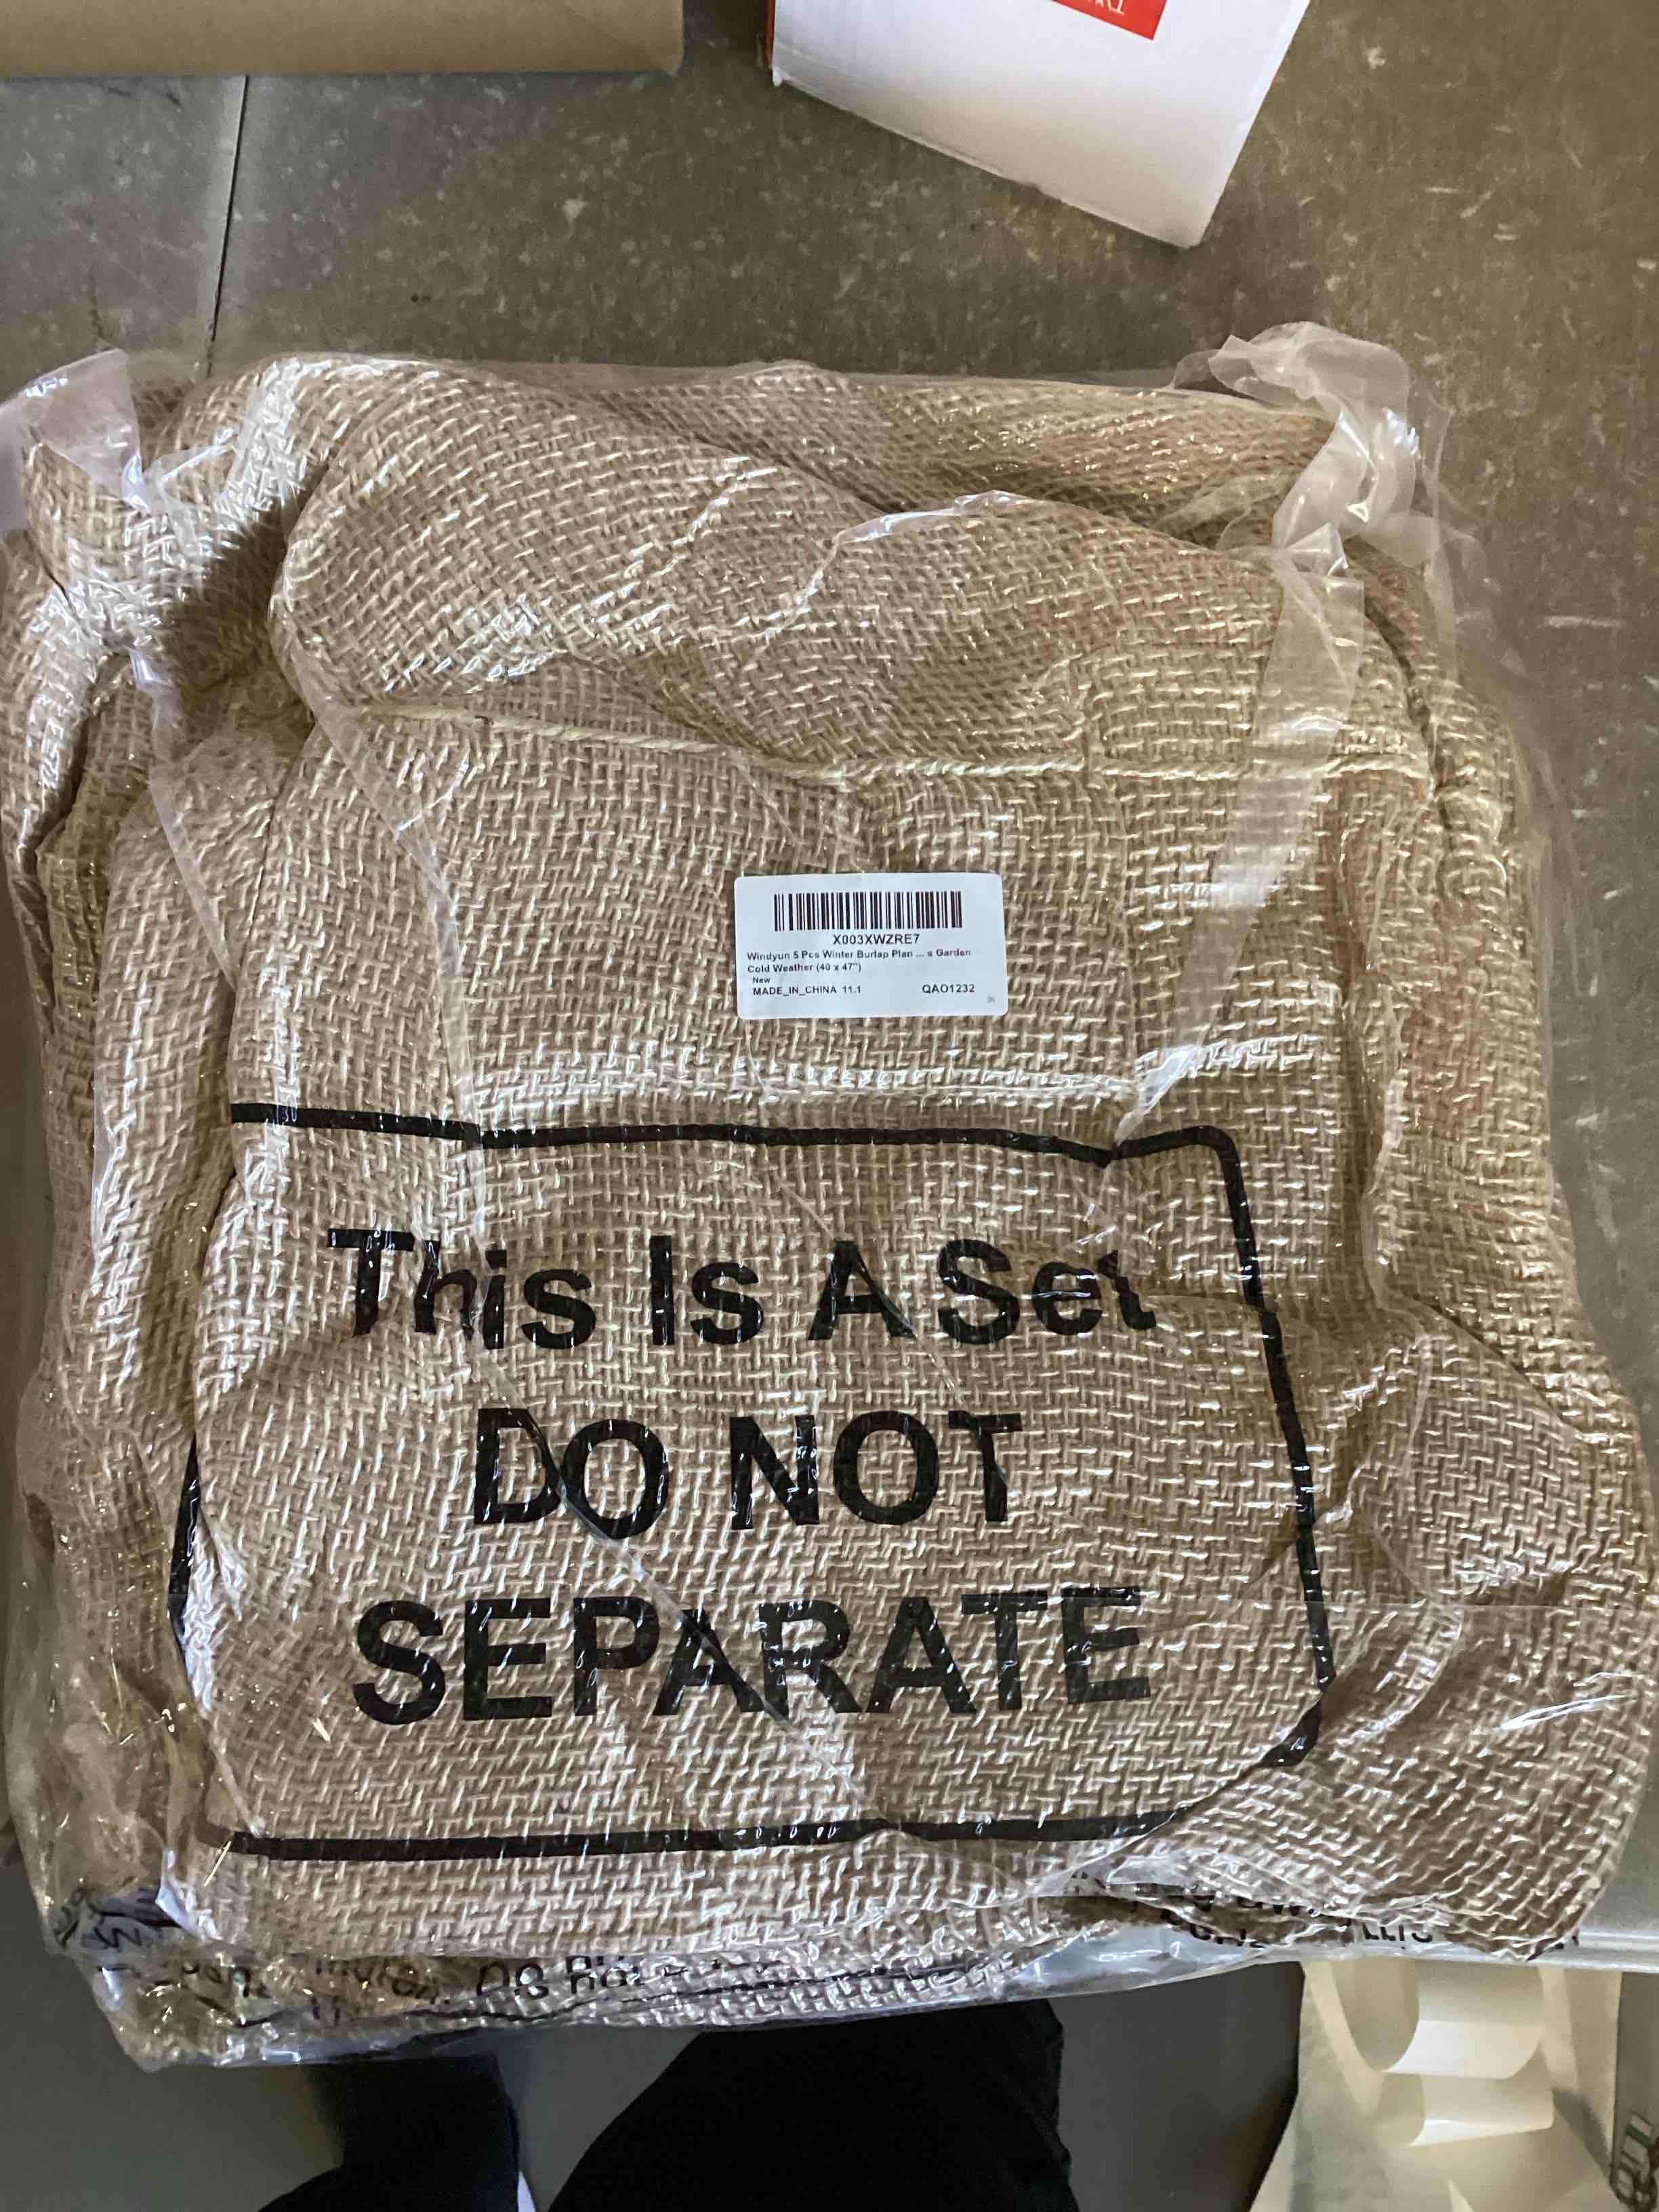 X003XWZRE7
Windyun 5 Pcs Winter Burlap Plan ... s Garden
Cold Weather (40 x 47")
New
MADE_IN_CHINA 11.1 QAO1232
This Is A Set
DO NOT
SEPARATE